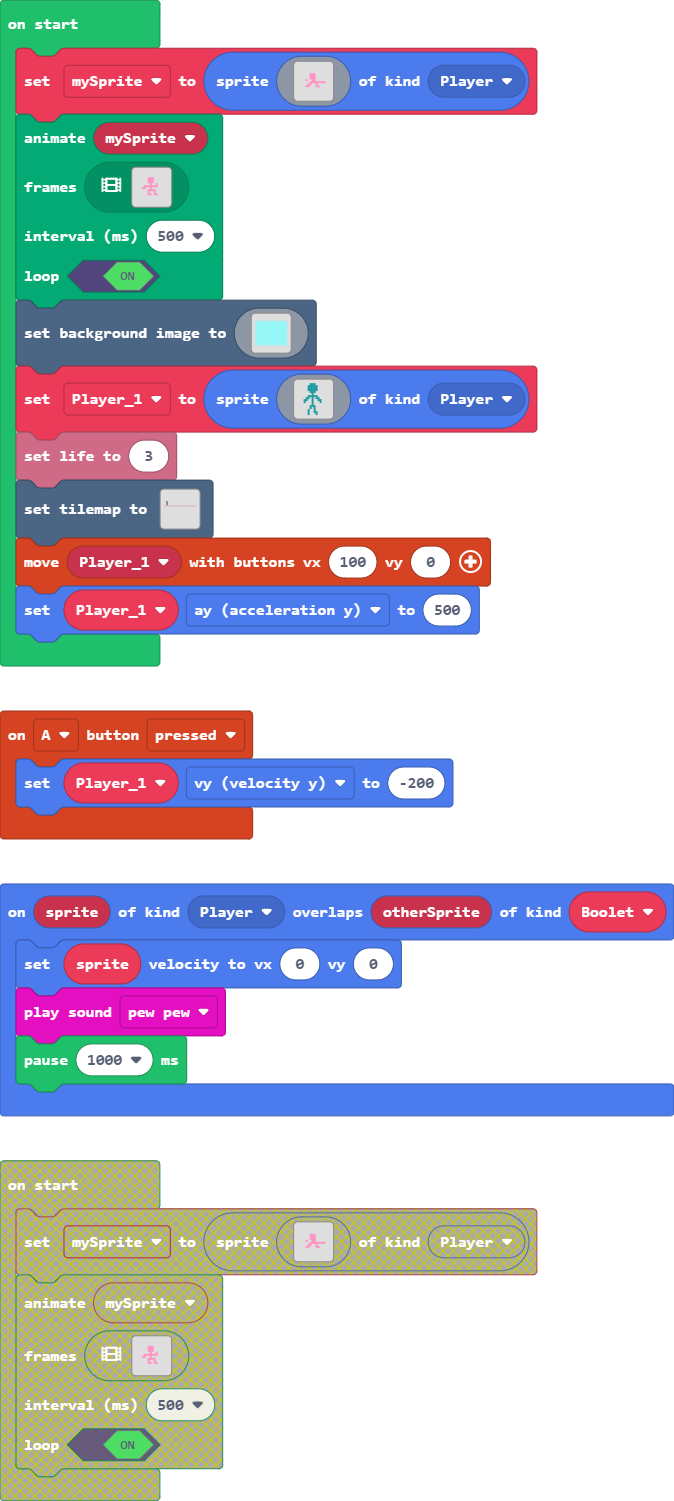 on start
set mySprite to sprite of kind Player
animate mySprite
frames
interval (ms) 500
loop ON
set background image to
set Player_1 to sprite of kind Player
set life to 3
set tilemap to
move Player_1 with buttons vx 100 vy 0
set Player_1 ay (acceleration y) to 500
on A button pressed
set Player_1 vy (velocity y) to -200
on sprite of kind Player overlaps otherSprite of kind Boolet
set sprite velocity to vx 0 vy 0
play sound pew pew
pause 1000 ms
on start
set mySprite to sprite of kind Player
animate mySprite
frames
interval (ms) 500
loop ON